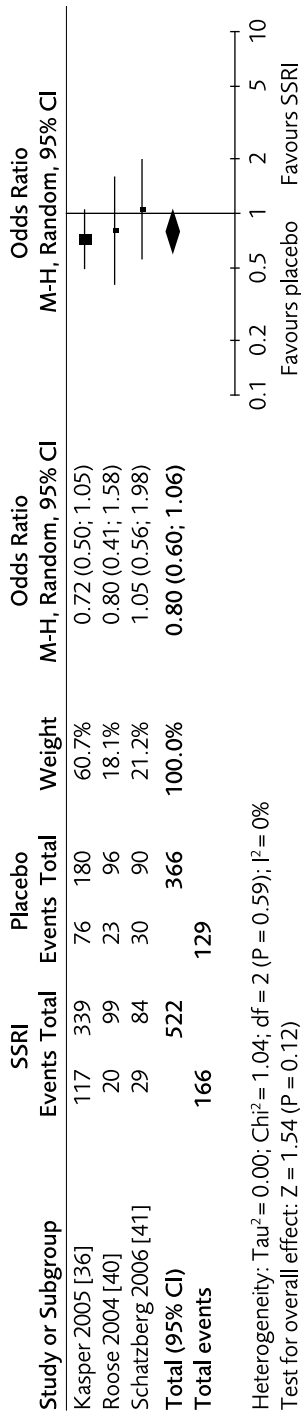 SSRI Placebo Odds Ratio Odds Ratio
Study or Subgroup Events Total Events Total Weight M-H, Random, 95% CI M-H, Random, 95% CI
Kasper 2005 [36] 117 339 76 180 60.7% 0.72 (0.50; 1.05)
Roose 2004 [40] 20 99 23 96 18.1% 0.80 (0.41; 1.58)
Schatzberg 2006 [41] 29 84 30 90 21.2% 1.05 (0.56; 1.98)
Total (95% CI) 522 366 100.0% 0.80 (0.60; 1.06)
Total events 166 129
0.1 0.2 0.5 1 2 5 10
Heterogeneity: Tau² = 0.00; Chi² = 1.04; df = 2 (P = 0.59); I² = 0%
Favours placebo Favours SSRI
Test for overall effect: Z = 1.54 (P = 0.12)